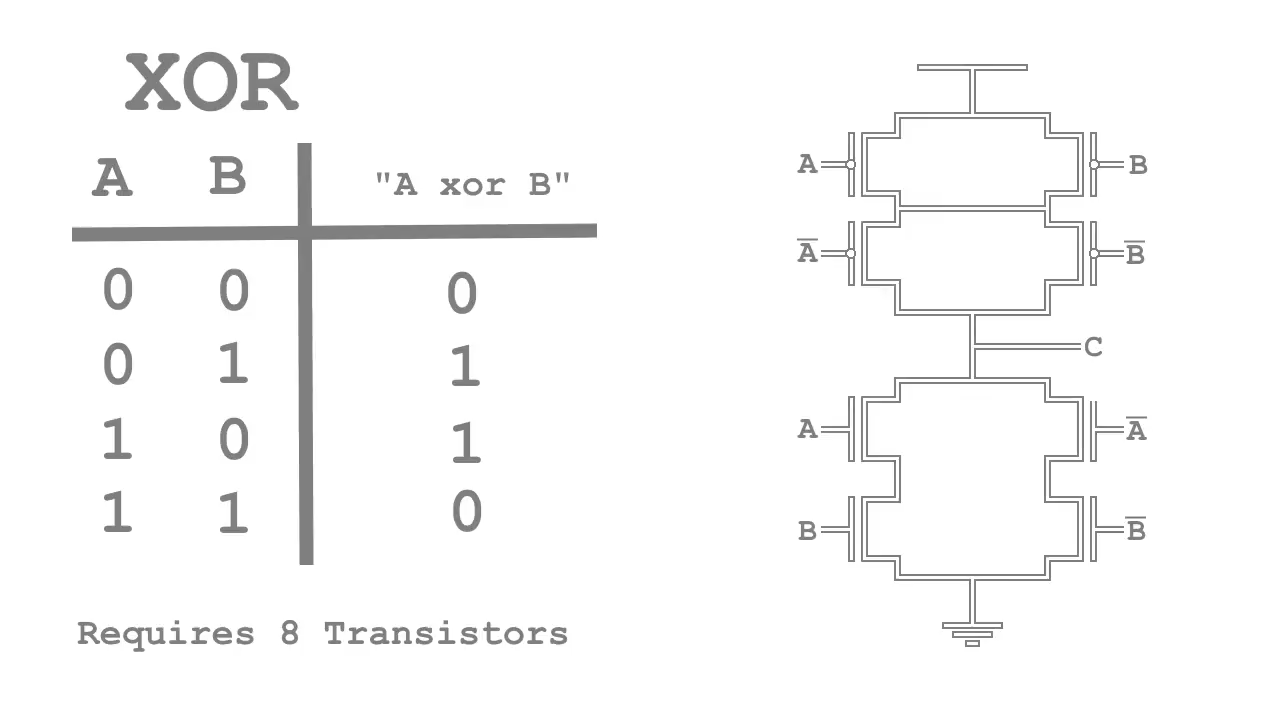 XOR
A B "A xor B"
0 0 0
0 1 1
1 0 1
1 1 0
Requires 8 Transistors
A B
A̅ B̅
C
A A̅
B B̅